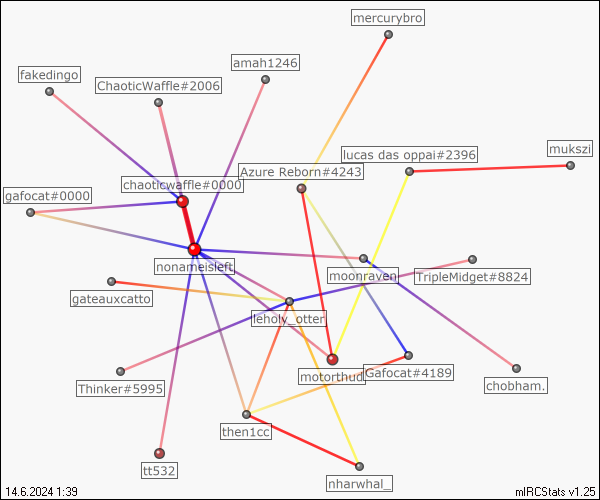 mercurybro
amah1246
fakedingo
ChaoticWaffle#2006
lucas das oppai#2396
mukszi
Azure Reborn#4243
chaoticwaffle#0000
gafocat#0000
nonameisleft
moonraven
TripleMidget#8824
gateauxcatto
leholy_otter
motorthvd
Gafocat#4189
Thinker#5995
chobham.
then1cc
tt532
nharwhal_
14.6.2024 1:39
mIRCStats v1.25